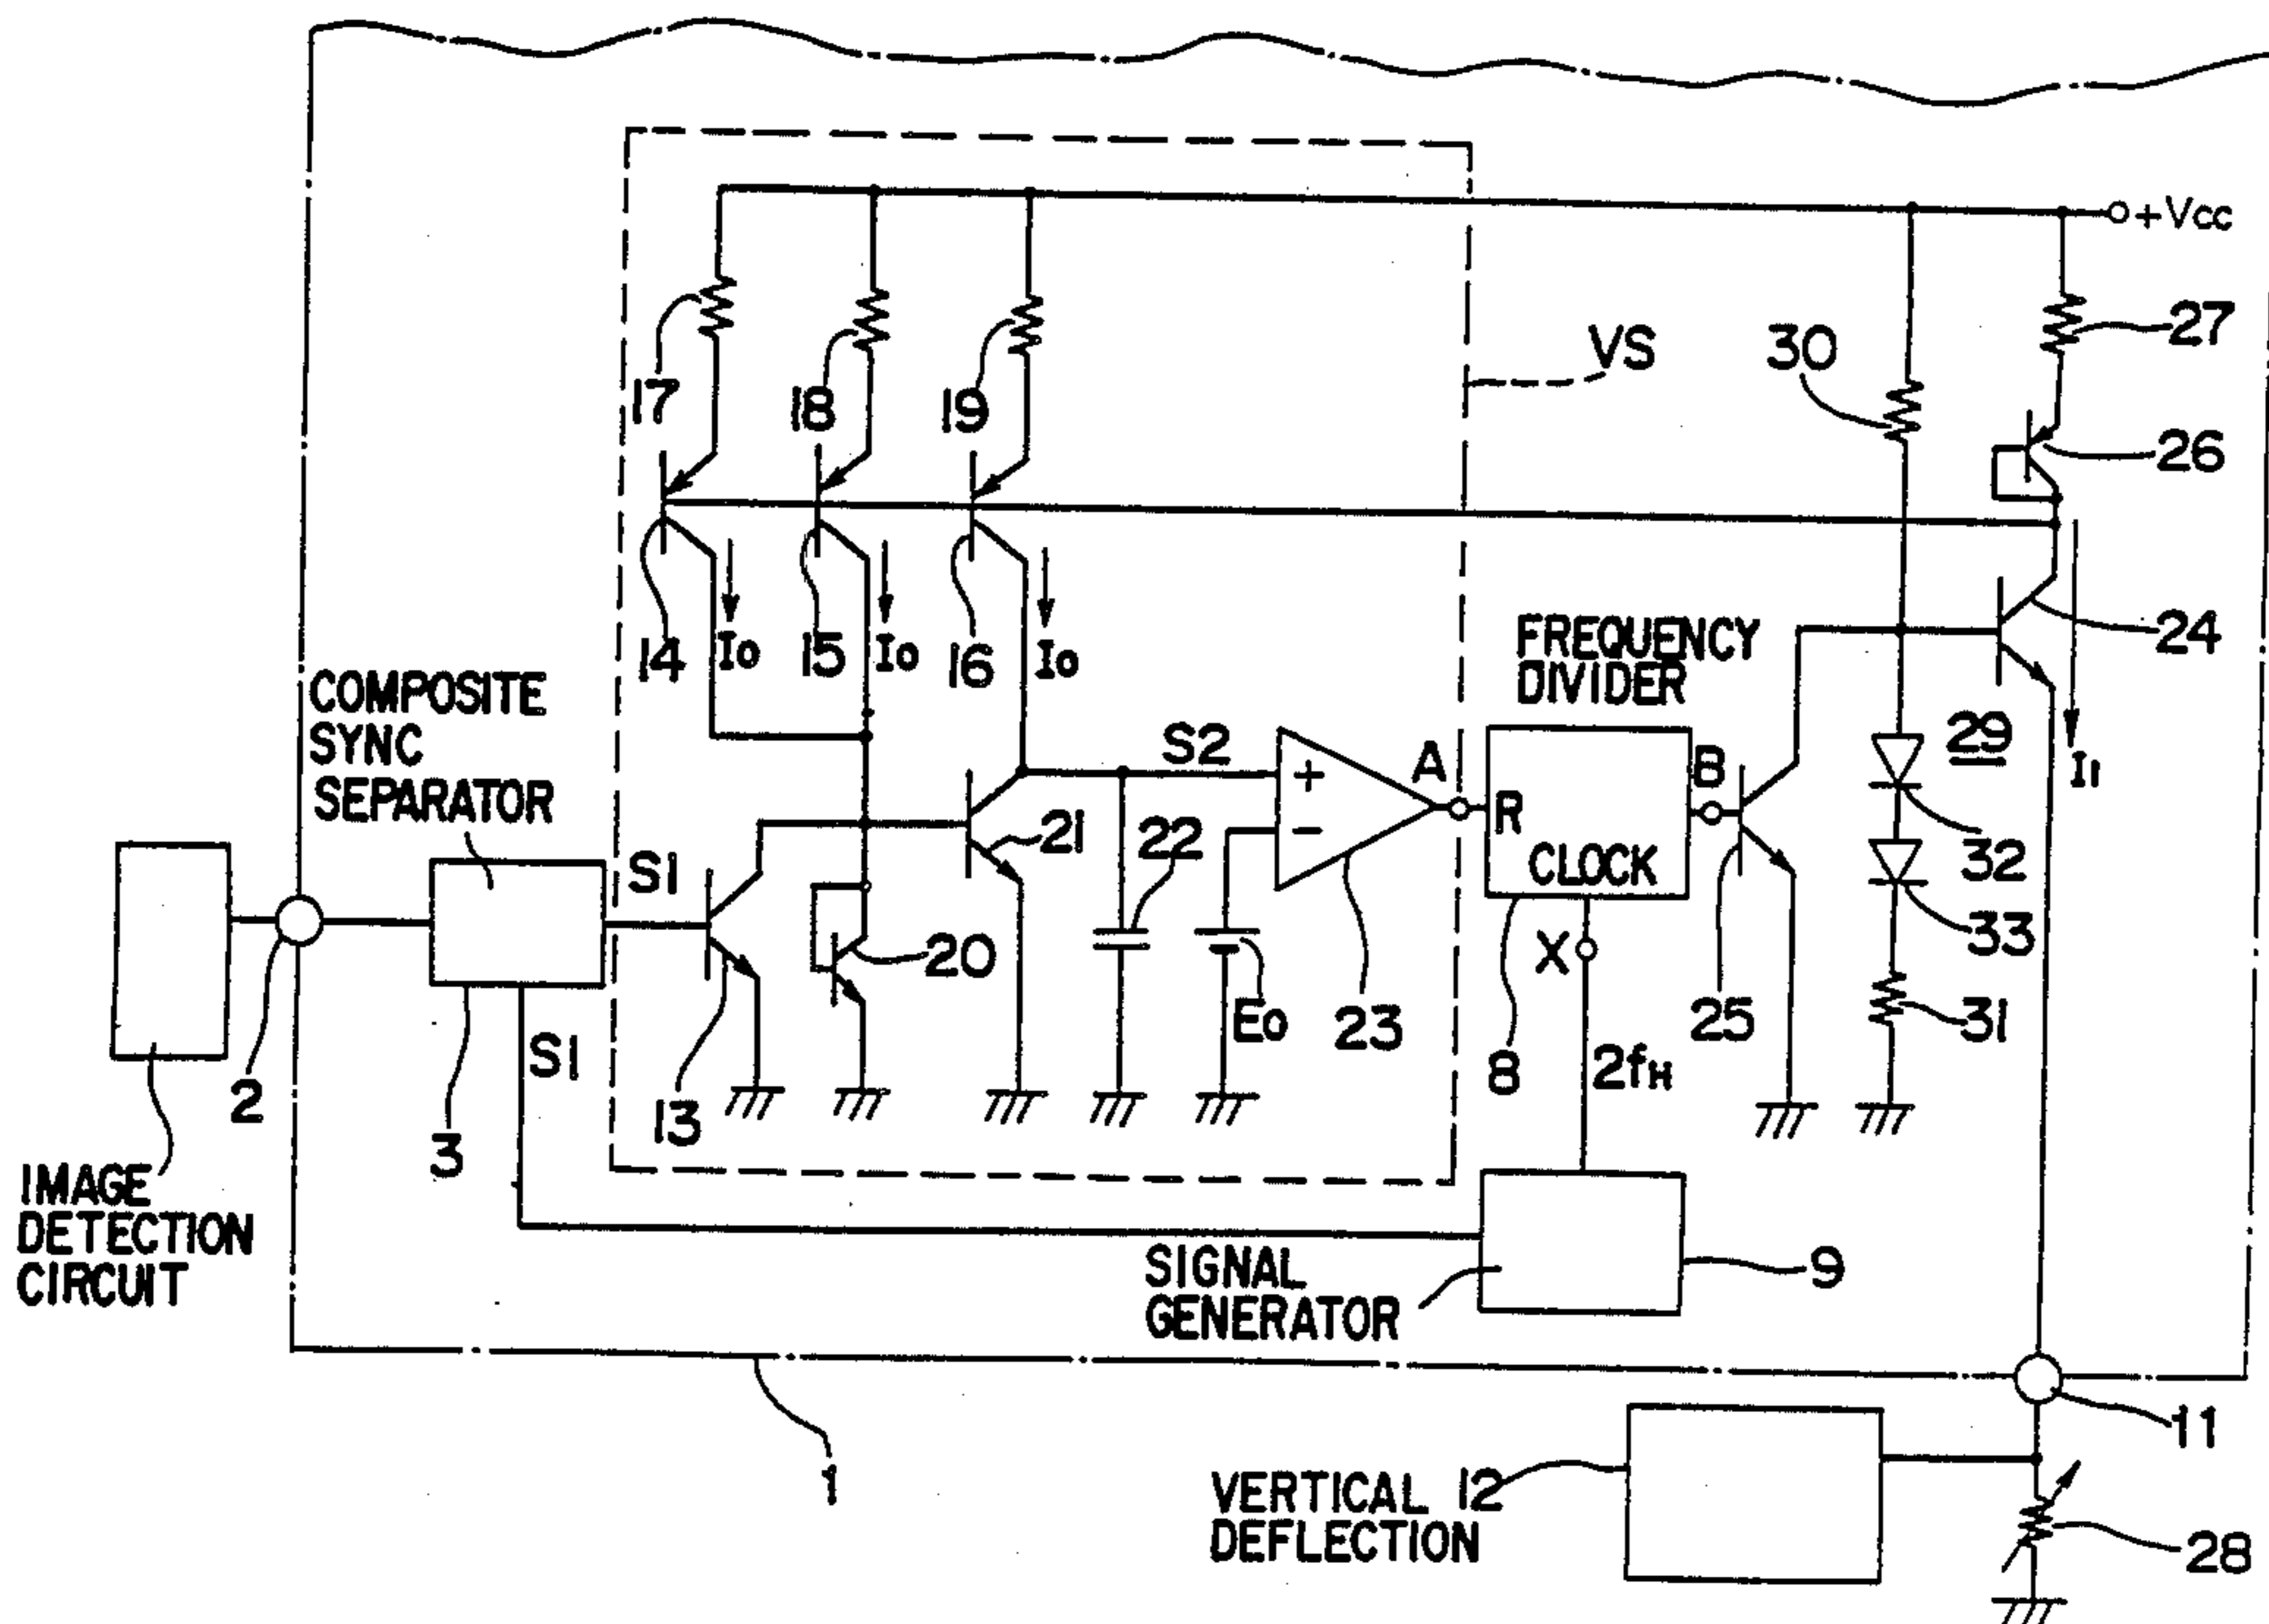 +Vcc
27
VS
30
17
18
19
26
14
Io
15
Io
16
Io
24
FREQUENCY
DIVIDER
COMPOSITE
SYNC
SEPARATOR
29
I1
S2
A
B
+
−
R
CLOCK
21
22
32
S1
33
20
X
Eo
23
25
31
2
S1
8
2fH
13
3
IMAGE
DETECTION
CIRCUIT
SIGNAL
GENERATOR
9
11
1
VERTICAL
DEFLECTION
12
28